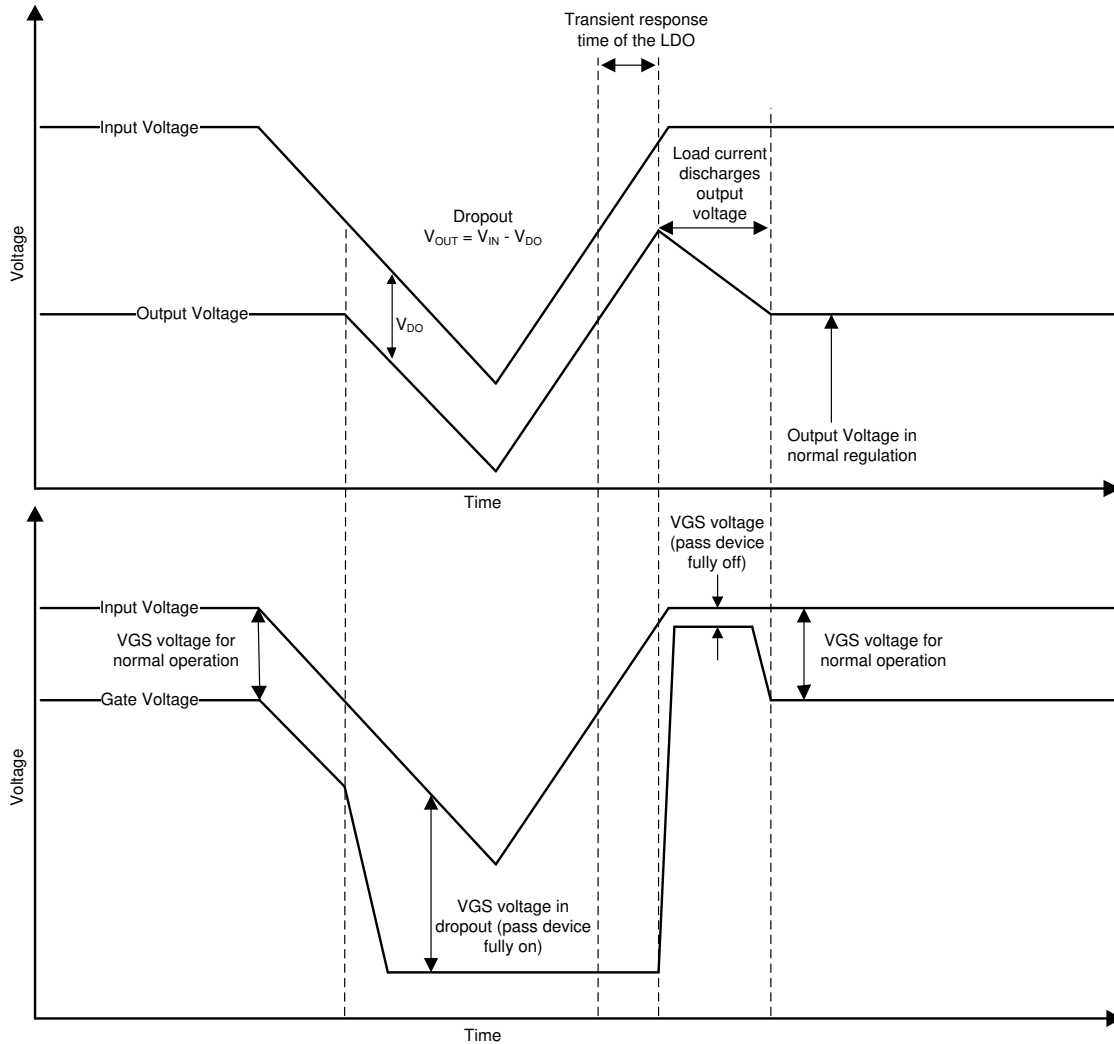 Transient response
time of the LDO
Input Voltage
Load current
discharges
output
voltage
Dropout
V_OUT = V_IN - V_DO
Voltage
Output Voltage
V_DO
Output Voltage in
normal regulation
Time
VGS voltage
(pass device
fully off)
Input Voltage
VGS voltage for
normal operation
VGS voltage for
normal operation
Gate Voltage
Voltage
VGS voltage in
dropout (pass device
fully on)
Time